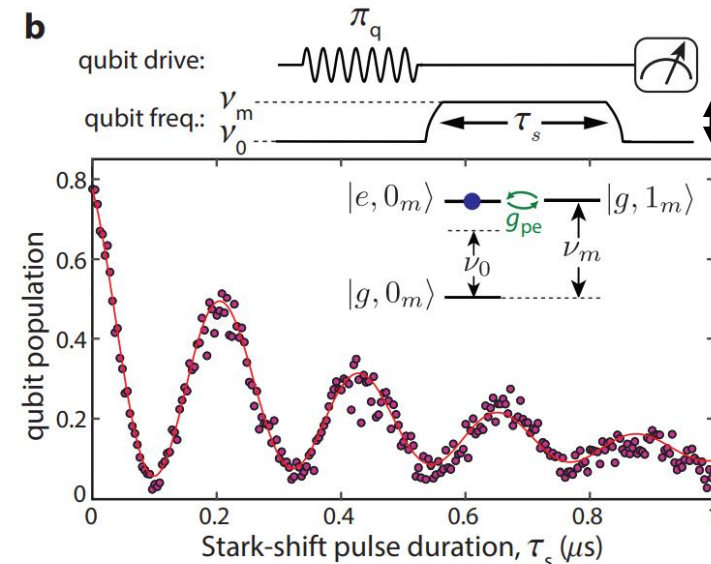 b
π_q
qubit drive:
qubit freq.:
ν_m
ν_0
τ_s
|e, 0_m⟩
g_pe
|g, 1_m⟩
ν_0
ν_m
|g, 0_m⟩
qubit population
0.8
0.6
0.4
0.2
0
0 0.2 0.4 0.6 0.8 1
Stark-shift pulse duration, τ_s (μs)